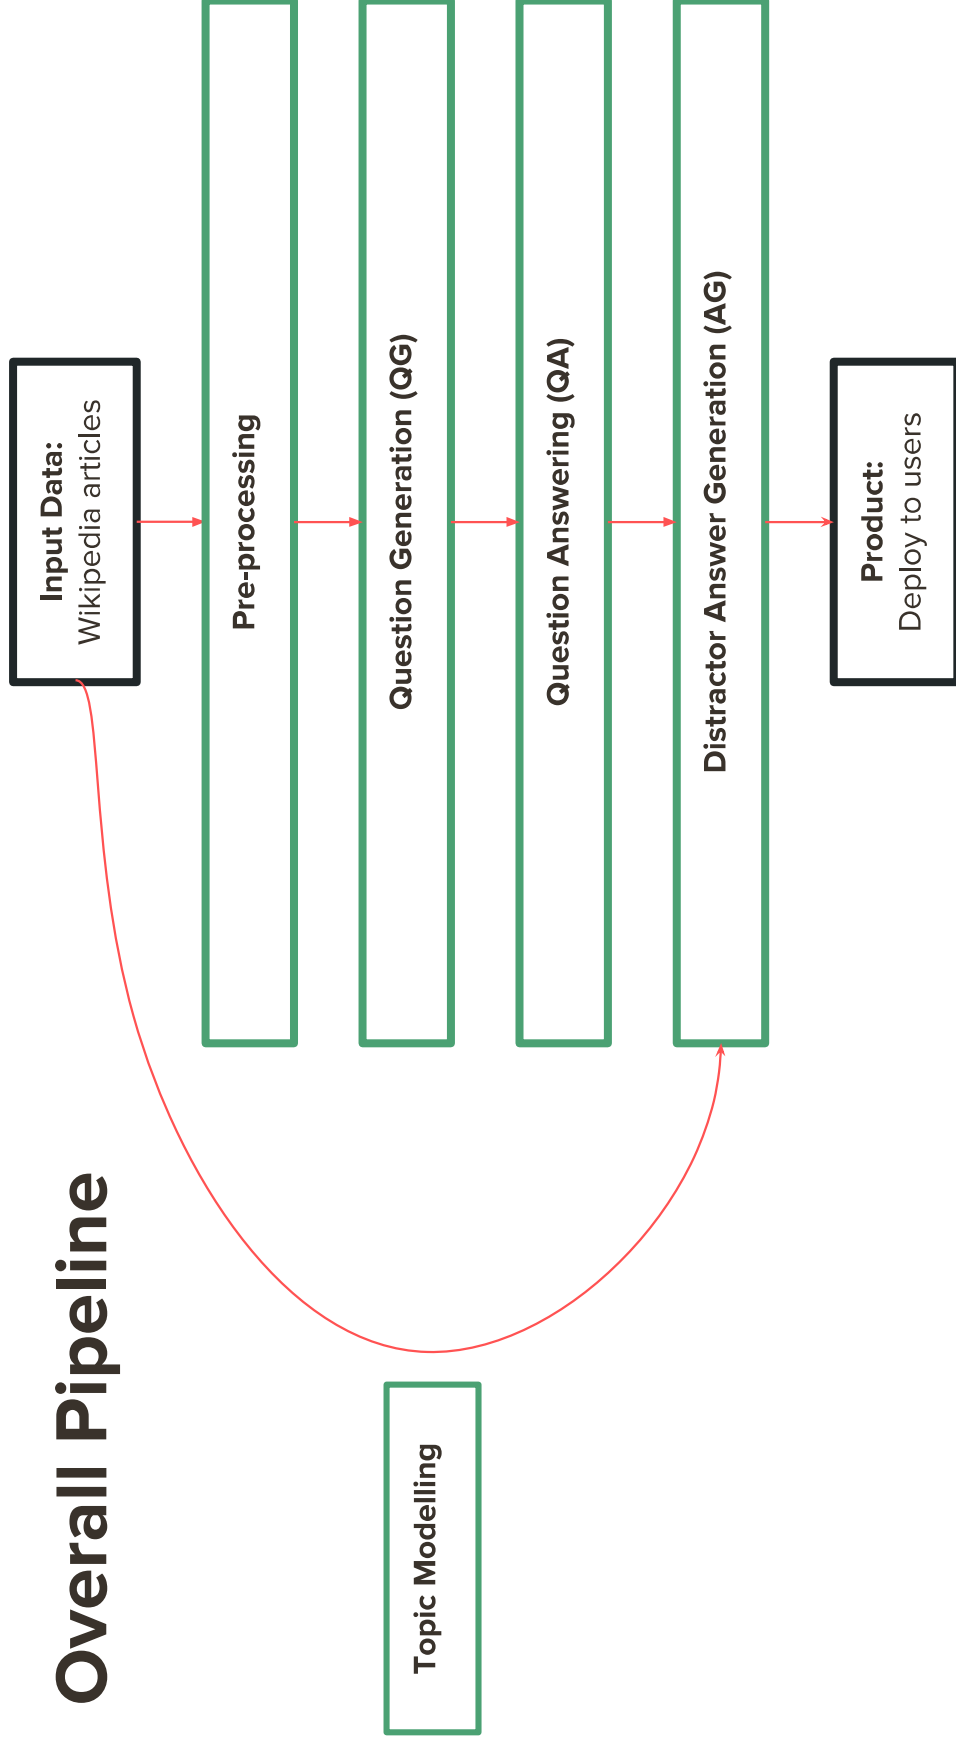 Overall Pipeline
Input Data:
Wikipedia articles
Pre-processing
Question Generation (QG)
Question Answering (QA)
Distractor Answer Generation (AG)
Product:
Deploy to users
Topic Modelling